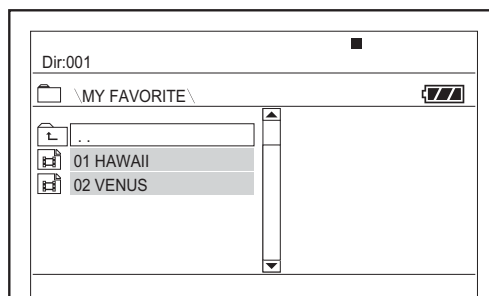 Dir:001
\MY FAVORITE\
. .
01 HAWAII
02 VENUS